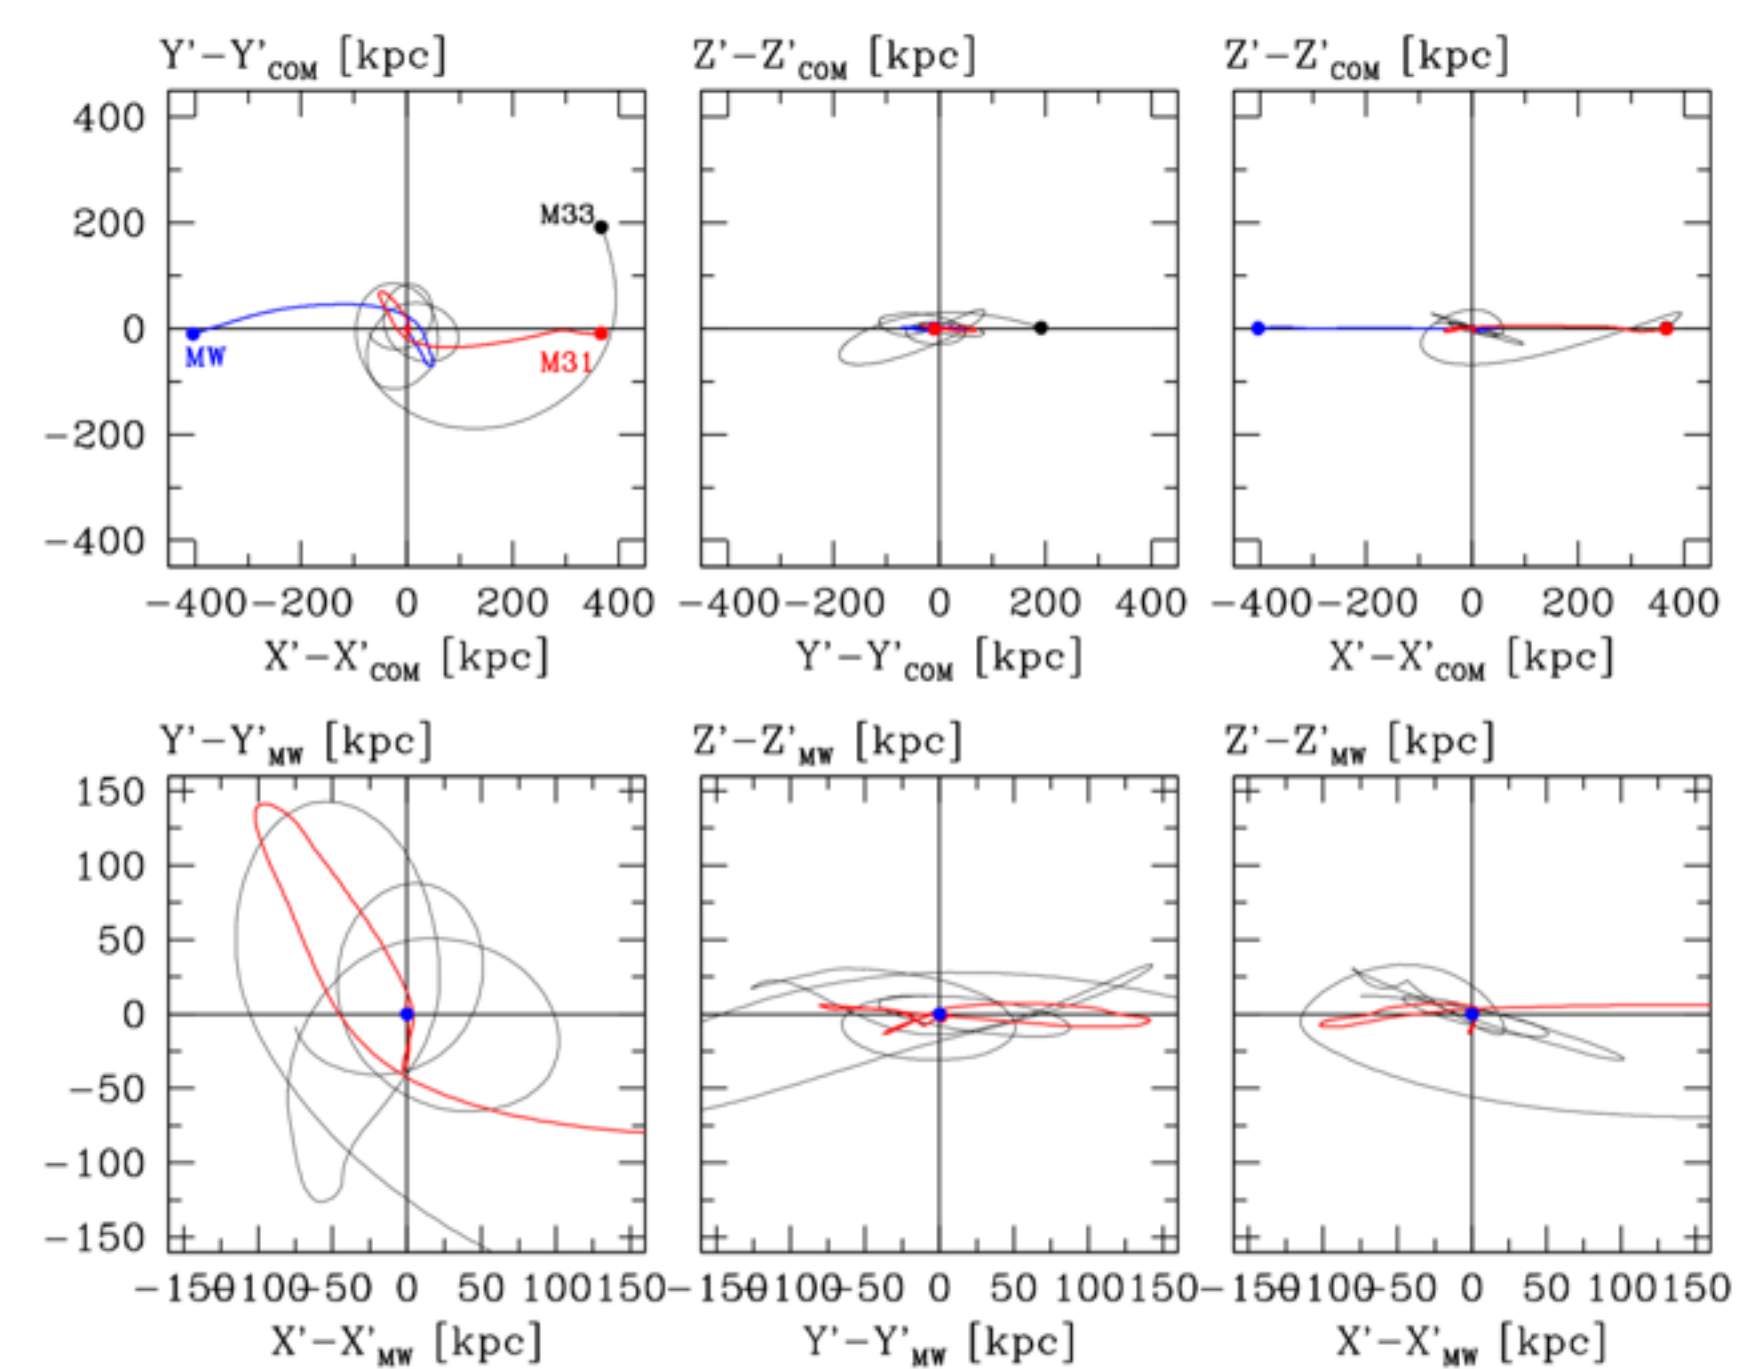 Y'-Y'COM [kpc] Z'-Z'COM [kpc] Z'-Z'COM [kpc]
400
200
0
-200
-400
M33
MW
M31
-400 -200 0 200 400 -400 -200 0 200 400 -400 -200 0 200 400
X'-X'COM [kpc] Y'-Y'COM [kpc] X'-X'COM [kpc]
Y'-Y'MW [kpc] Z'-Z'MW [kpc] Z'-Z'MW [kpc]
150
100
50
0
-50
-100
-150
-150 -100 -50 0 50 100 150 -150 -100 -50 0 50 100 150 -150 -100 -50 0 50 100 150
X'-X'MW [kpc] Y'-Y'MW [kpc] X'-X'MW [kpc]